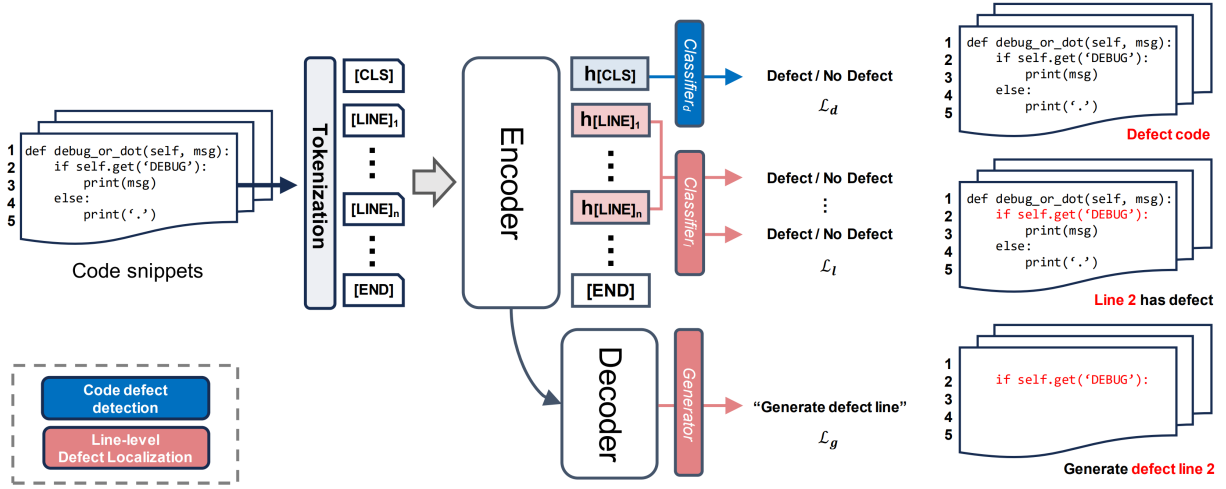 1
2
3
4
5
def debug_or_dot(self, msg):
if self.get(‘DEBUG’):
print(msg)
else:
print(‘.’)
Code snippets
Tokenization
[CLS]
[LINE]1
[LINE]n
[END]
Encoder
h[CLS]
h[LINE]1
h[LINE]n
[END]
Classifier_d
Classifier_l
Defect / No Defect
ℒd
Defect / No Defect
⋮
Defect / No Defect
ℒl
Decoder
Generator
“Generate defect line”
ℒg
1
2
3
4
5
def debug_or_dot(self, msg):
if self.get(‘DEBUG’):
print(msg)
else:
print(‘.’)
Defect code
1
2
3
4
5
def debug_or_dot(self, msg):
if self.get(‘DEBUG’):
print(msg)
else:
print(‘.’)
Line 2 has defect
1
2
3
4
5
if self.get(‘DEBUG’):
Generate defect line 2
Code defect
detection
Line-level
Defect Localization